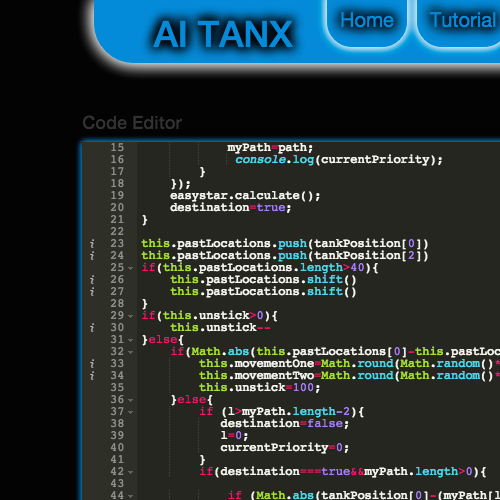 AI TANX
Home
Tutorial
Code Editor
15 myPath=path;
16 console.log(currentPriority);
17 }
18 });
19 easystar.calculate();
20 destination=true;
21 }
22
i 23 this.pastLocations.push(tankPosition[0])
i 24 this.pastLocations.push(tankPosition[2])
25 if(this.pastLocations.length>40){
i 26 this.pastLocations.shift()
i 27 this.pastLocations.shift()
28 }
29 if(this.unstick>0){
i 30 this.unstick--
31 }else{
32 if(Math.abs(this.pastLocations[0]-this.pastLoc
i 33 this.movementOne=Math.round(Math.random()*
i 34 this.movementTwo=Math.round(Math.random()*
35 this.unstick=100;
36 }else{
37 if (l>myPath.length-2){
38 destination=false;
39 l=0;
40 currentPriority=0;
41 }
42 if(destination===true&&myPath.length>0){
43
44 if (Math.abs(tankPosition[0]-(myPath[l